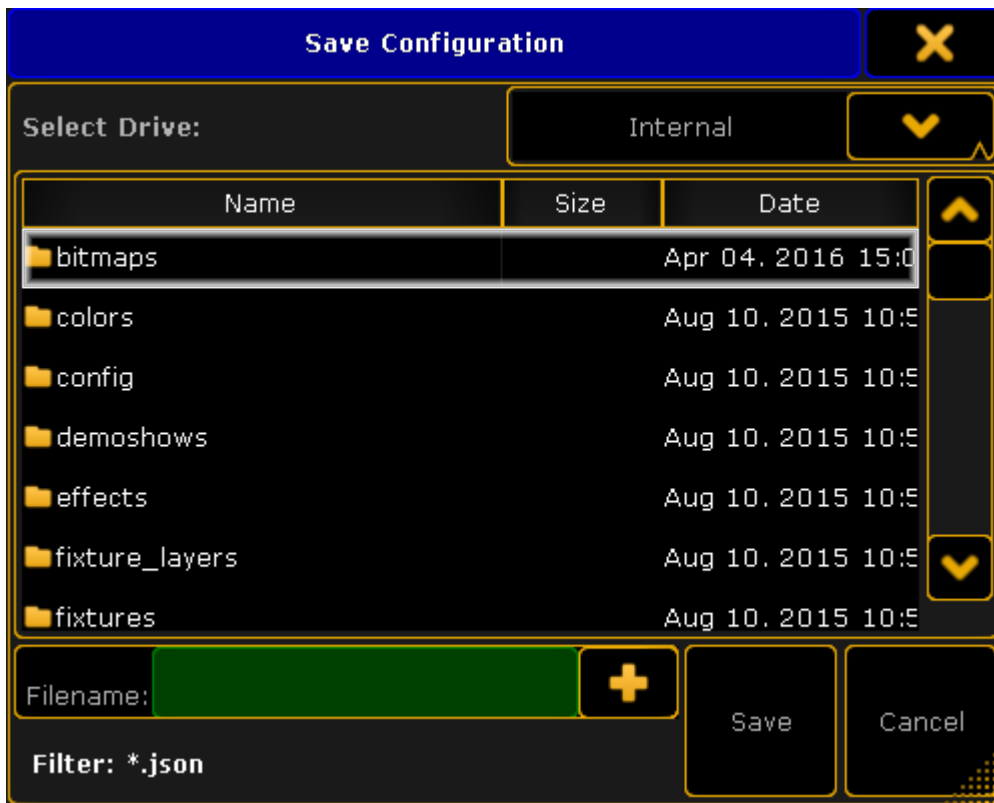 Save Configuration
Select Drive: Internal
Name Size Date
bitmaps Apr 04. 2016 15:0
colors Aug 10. 2015 10:5
config Aug 10. 2015 10:5
demoshows Aug 10. 2015 10:5
effects Aug 10. 2015 10:5
fixture_layers Aug 10. 2015 10:5
fixtures Aug 10. 2015 10:5
Filename:
Save Cancel
Filter: *.json